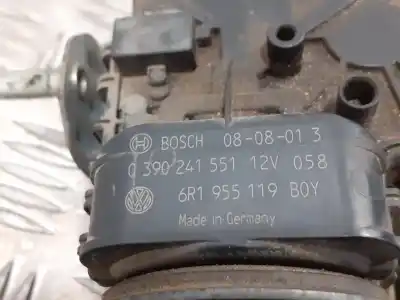 BOSCH 08-08-01 3
0 390 241 551 12V 058
6R1 955 119 B0Y
Made in Germany